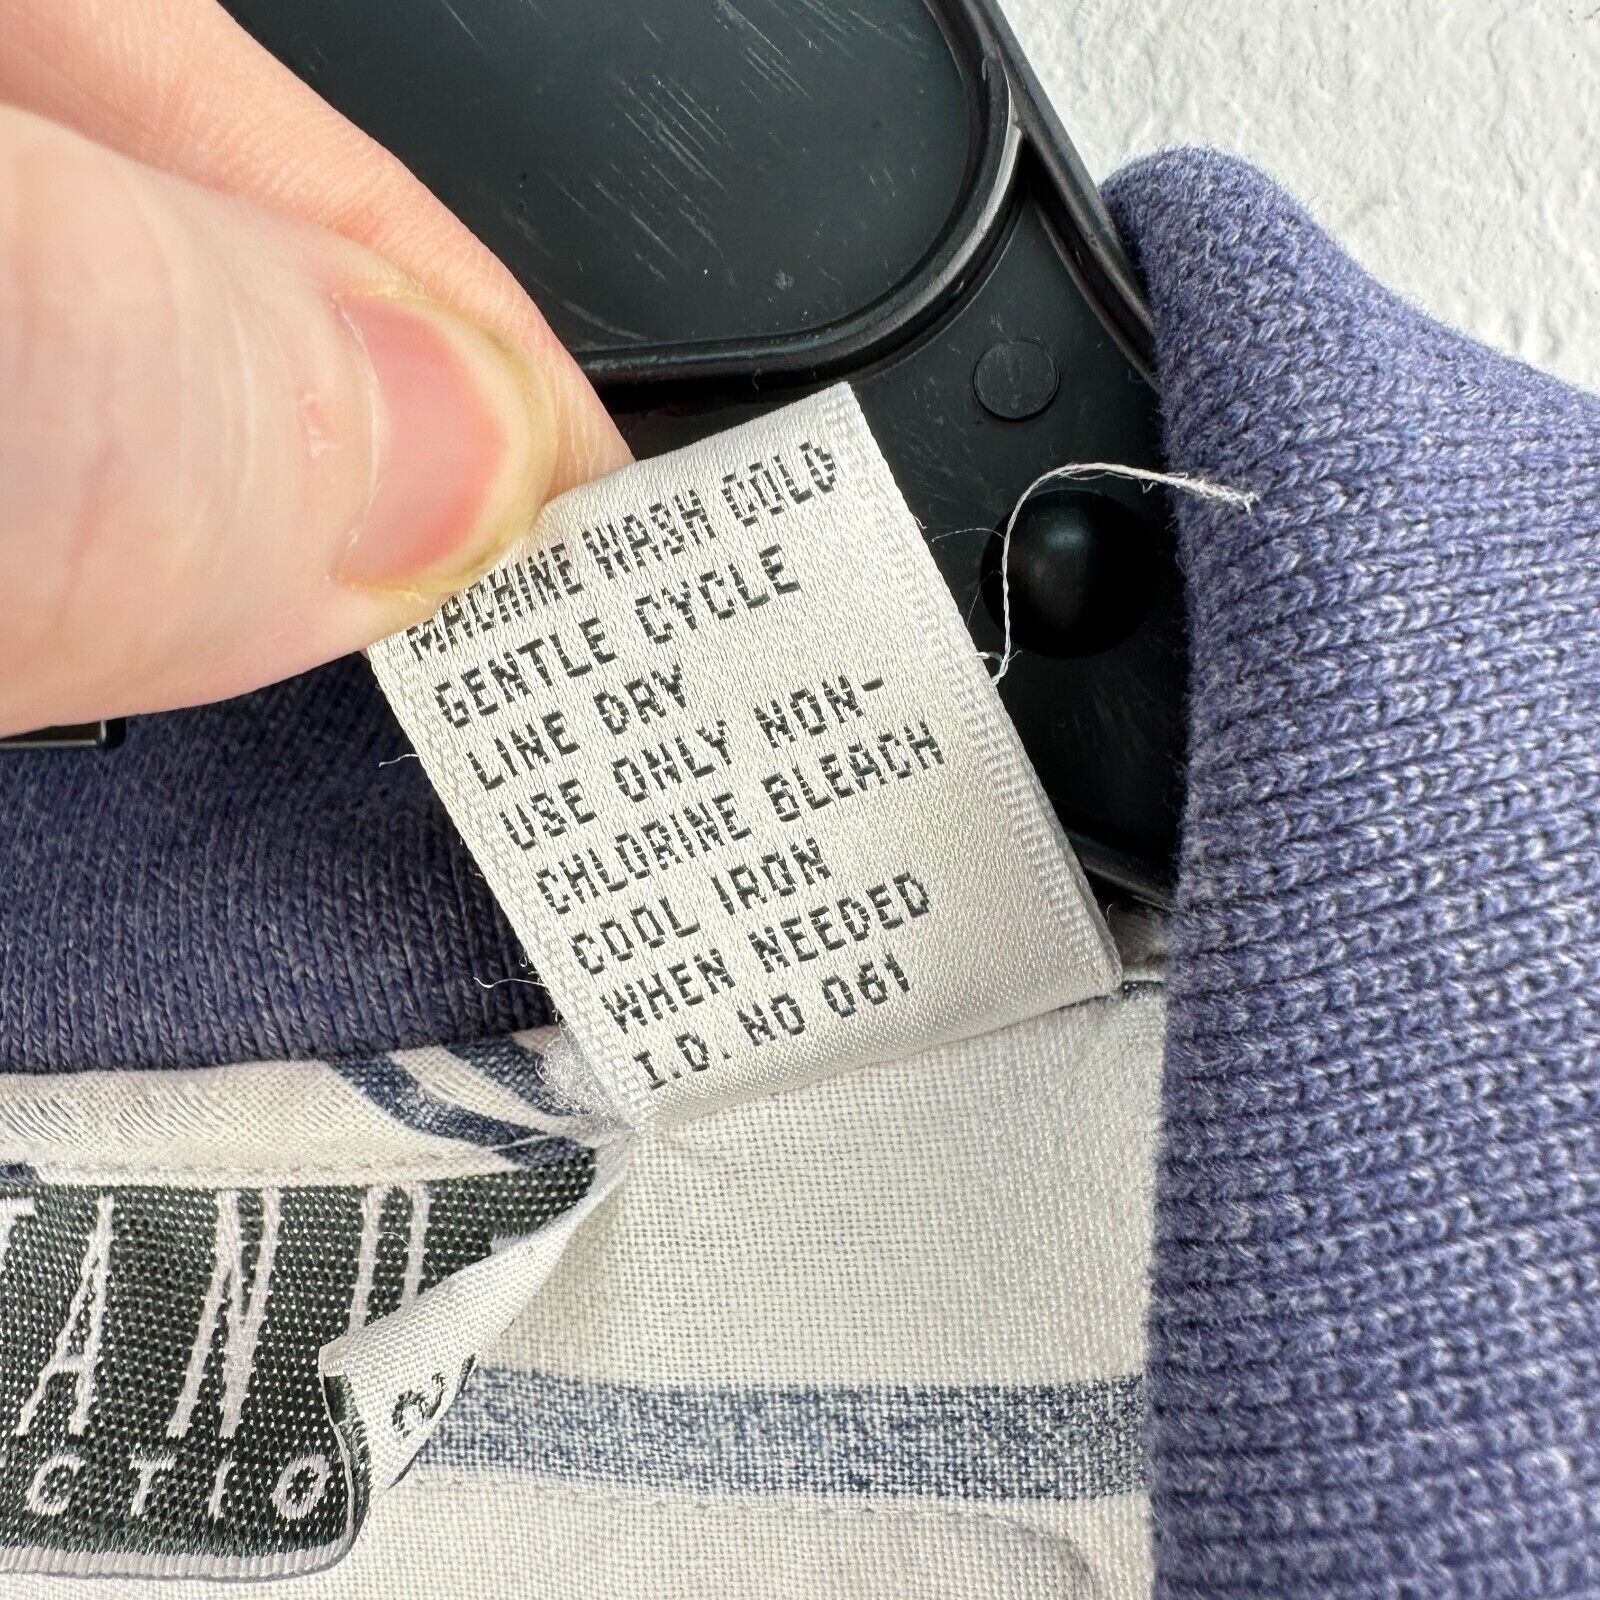 MACHINE WASH COLD
GENTLE CYCLE
LINE DRY
USE ONLY NON-
CHLORINE BLEACH
COOL IRON
WHEN NEEDED
I.D. NO 061